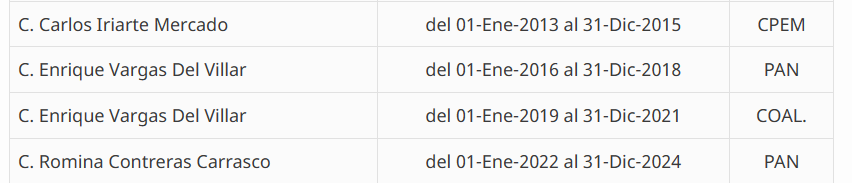 C. Carlos Iriarte Mercado del 01-Ene-2013 al 31-Dic-2015 CPEM
C. Enrique Vargas Del Villar del 01-Ene-2016 al 31-Dic-2018 PAN
C. Enrique Vargas Del Villar del 01-Ene-2019 al 31-Dic-2021 COAL.
C. Romina Contreras Carrasco del 01-Ene-2022 al 31-Dic-2024 PAN